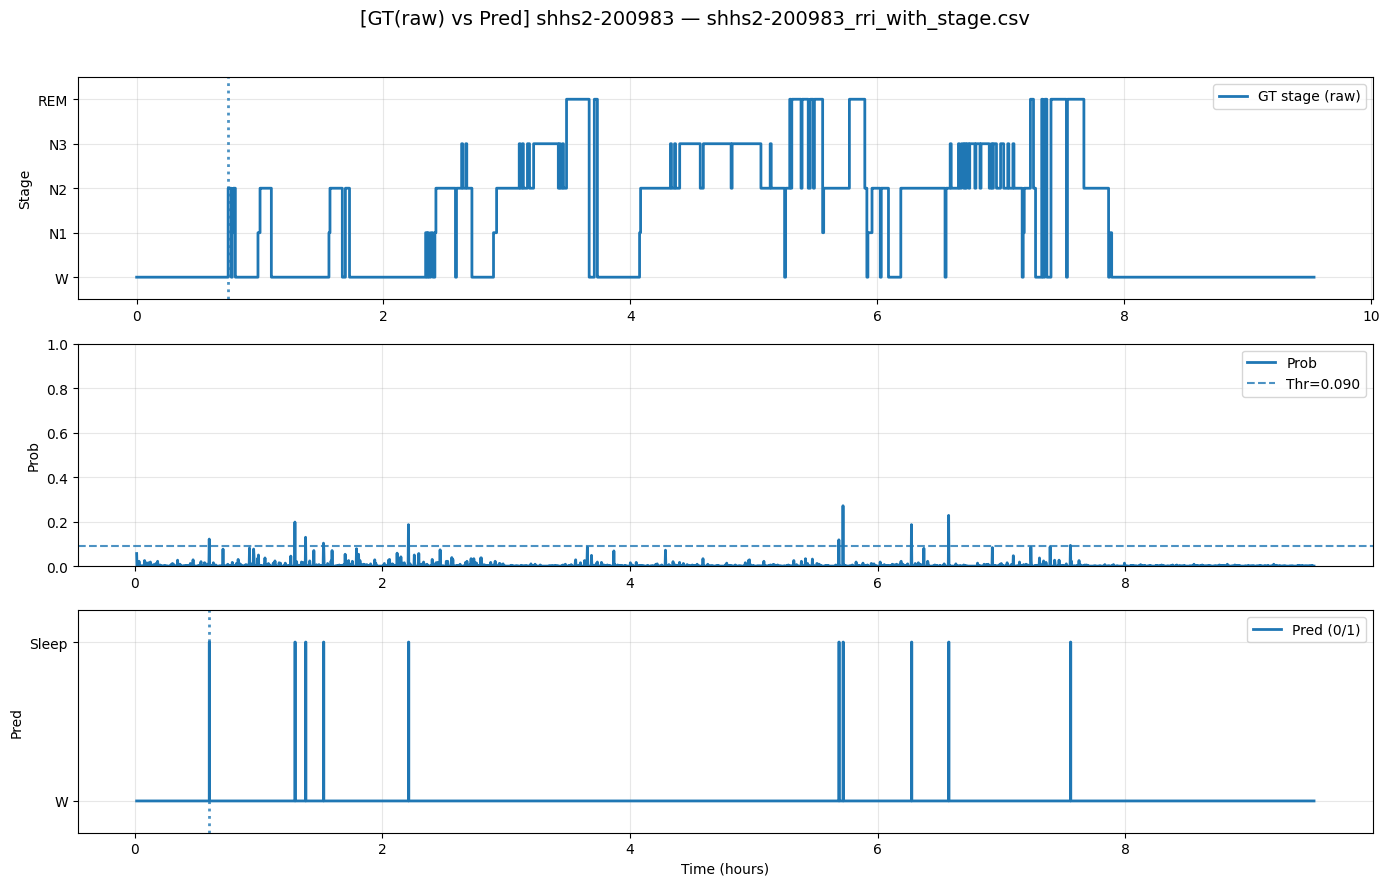 [GT(raw) vs Pred] shhs2-200983 — shhs2-200983_rri_with_stage.csv
REM
N3
N2
N1
W
Stage
GT stage (raw)
0 2 4 6 8 10
1.0
0.8
0.6
0.4
0.2
0.0
Prob
Prob
Thr=0.090
0 2 4 6 8
Sleep
W
Pred
Pred (0/1)
0 2 4 6 8
Time (hours)